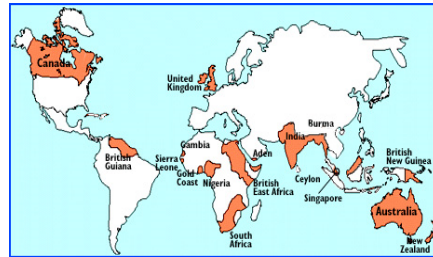 Canada
United
Kingdom
Burma
India
Gambia
Aden
British
New Guinea
British
Guiana
Sierra
Leone
Gold
Coast
Nigeria
British
East Africa
Ceylon
Singapore
Australia
South
Africa
New
Zealand